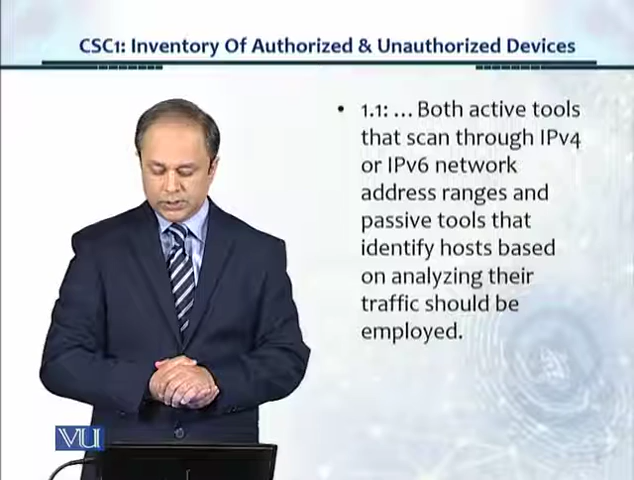 CSC1: Inventory Of Authorized & Unauthorized Devices
• 1.1: ... Both active tools
that scan through IPv4
or IPv6 network
address ranges and
passive tools that
identify hosts based
on analyzing their
traffic should be
employed.
VU